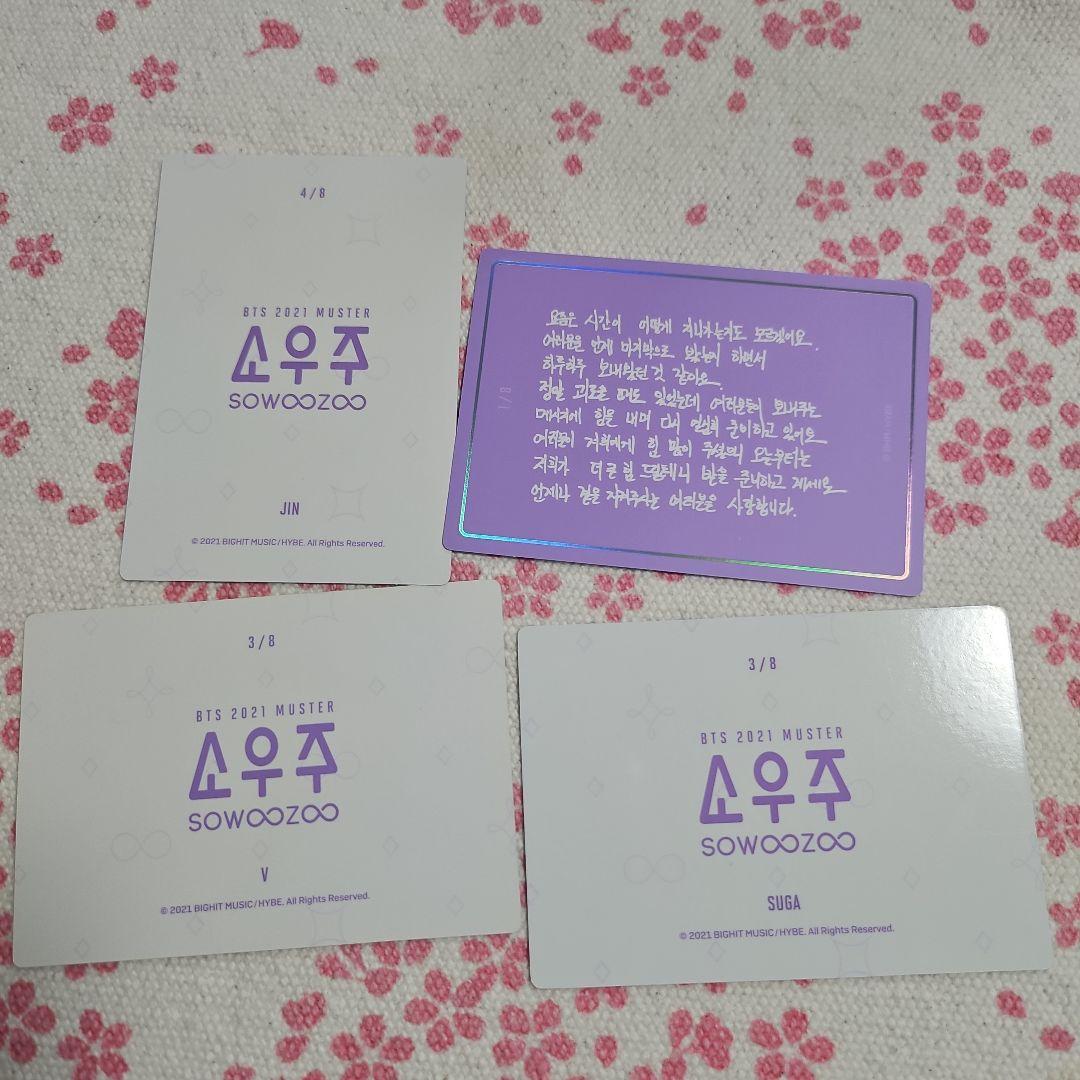 4/8
BTS 2021 MUSTER
소우주
SOWOOZOO
JIN
© 2021 BIGHIT MUSIC/HYBE. All Rights Reserved.
요즘은 시간이 어떻게 지나가는지도 모르겠어요.
여러분을 언제 마지막으로 봤는지 하면서
하루하루 보내왔던 것 같아요.
정말 괴로울 때도 있었는데 여러분들이 보내주는
메시지에 힘을 내며 다시 열심히 준비하고 있어요
여러분이 저희에게 힘 많이 주셨으니 오늘부터는
저희가 더 큰 힘 드릴테니 받을 준비하고 계세요
언제나 곁을 지켜주는 여러분을 사랑합니다.
1/8
3/8
BTS 2021 MUSTER
소우주
SOWOOZOO
V
© 2021 BIGHIT MUSIC/HYBE. All Rights Reserved.
3/8
BTS 2021 MUSTER
소우주
SOWOOZOO
SUGA
© 2021 BIGHIT MUSIC/HYBE. All Rights Reserved.